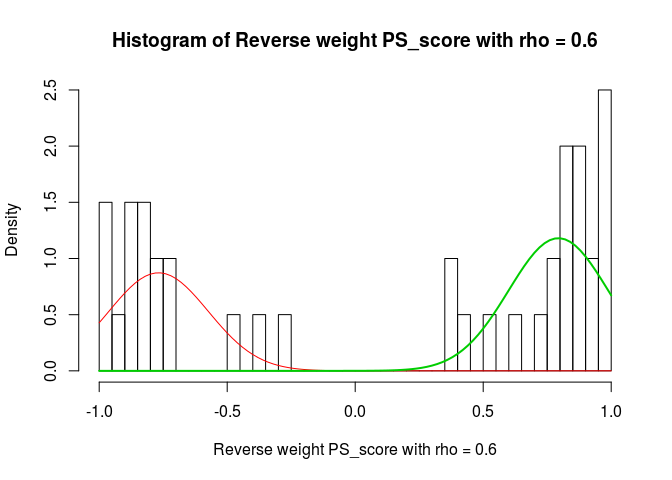 Histogram of Reverse weight PS_score with rho = 0.6
Density
2.5
2.0
1.5
1.0
0.5
0.0
-1.0 -0.5 0.0 0.5 1.0
Reverse weight PS_score with rho = 0.6